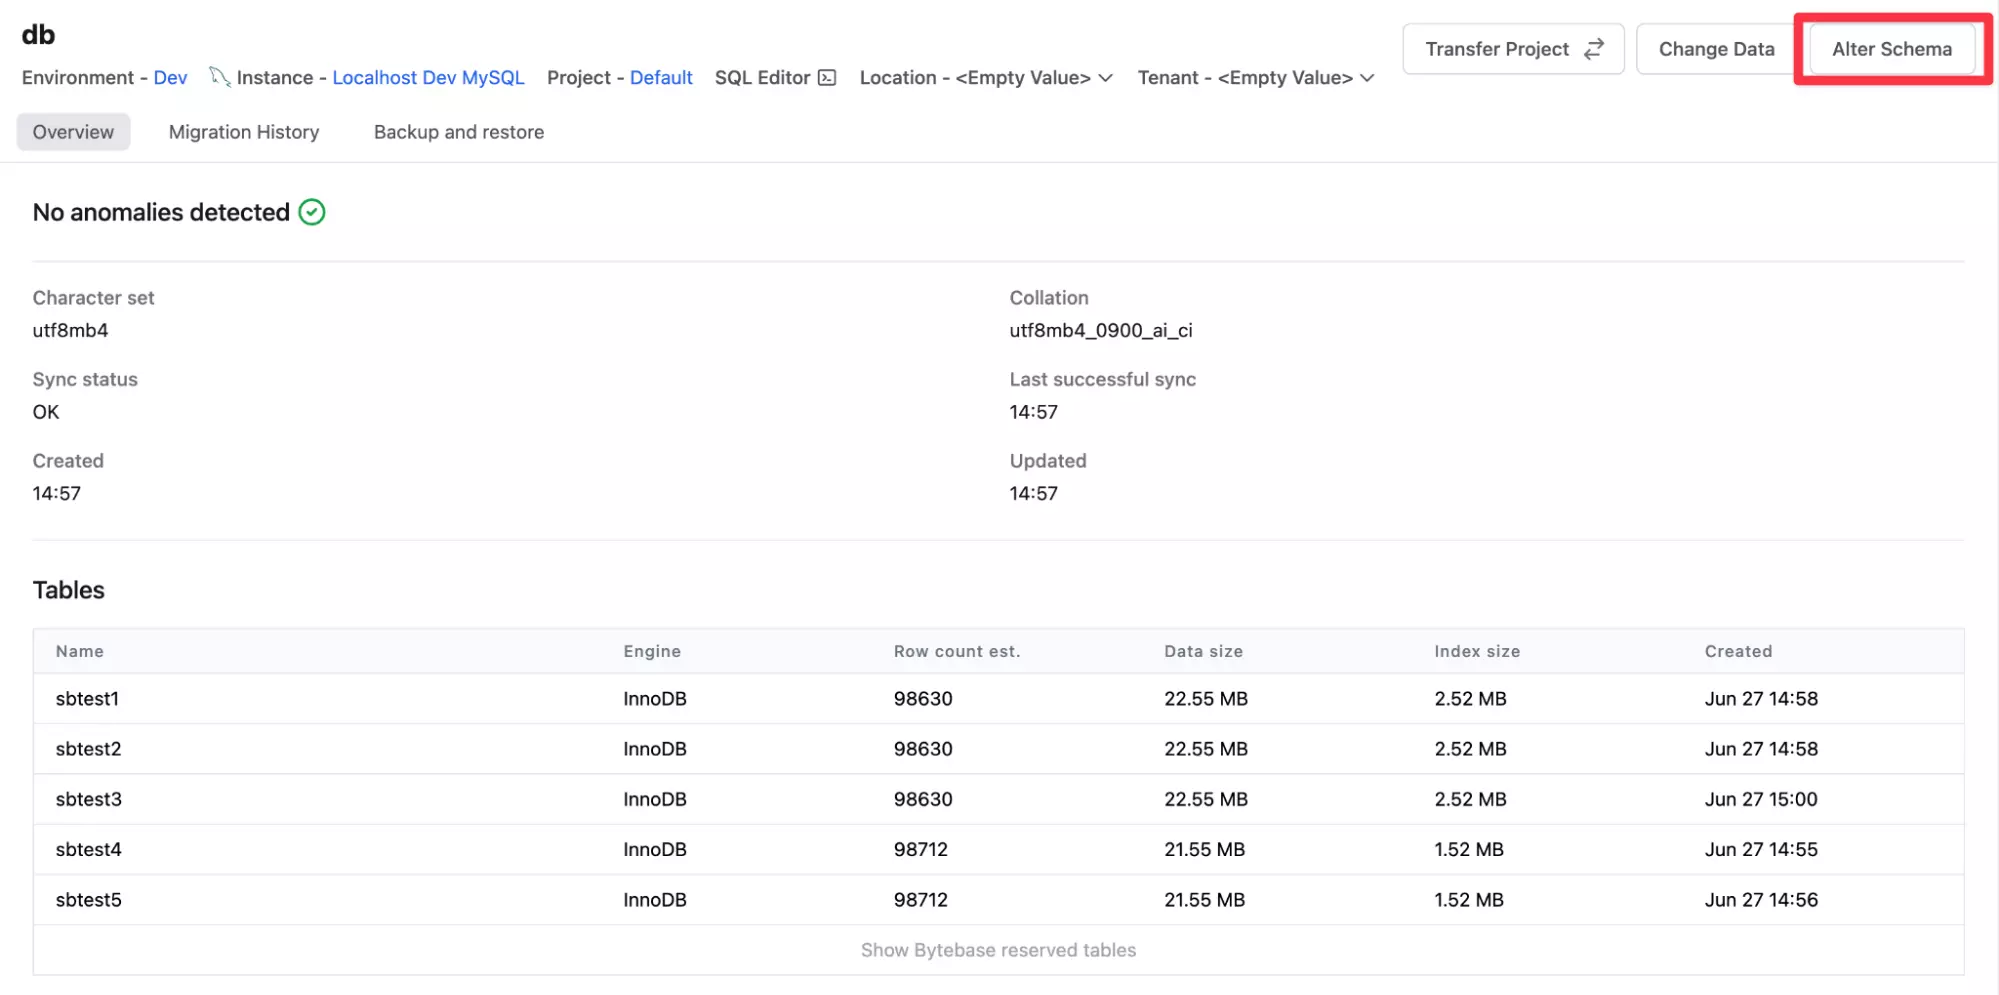 db
Transfer Project Change Data Alter Schema
Environment - Dev Instance - Localhost Dev MySQL Project - Default SQL Editor Location - <Empty Value> Tenant - <Empty Value>
Overview Migration History Backup and restore
No anomalies detected
Character set Collation
utf8mb4 utf8mb4_0900_ai_ci
Sync status Last successful sync
OK 14:57
Created Updated
14:57 14:57
Tables
Name Engine Row count est. Data size Index size Created
sbtest1 InnoDB 98630 22.55 MB 2.52 MB Jun 27 14:58
sbtest2 InnoDB 98630 22.55 MB 2.52 MB Jun 27 14:58
sbtest3 InnoDB 98630 22.55 MB 2.52 MB Jun 27 15:00
sbtest4 InnoDB 98712 21.55 MB 1.52 MB Jun 27 14:55
sbtest5 InnoDB 98712 21.55 MB 1.52 MB Jun 27 14:56
Show Bytebase reserved tables